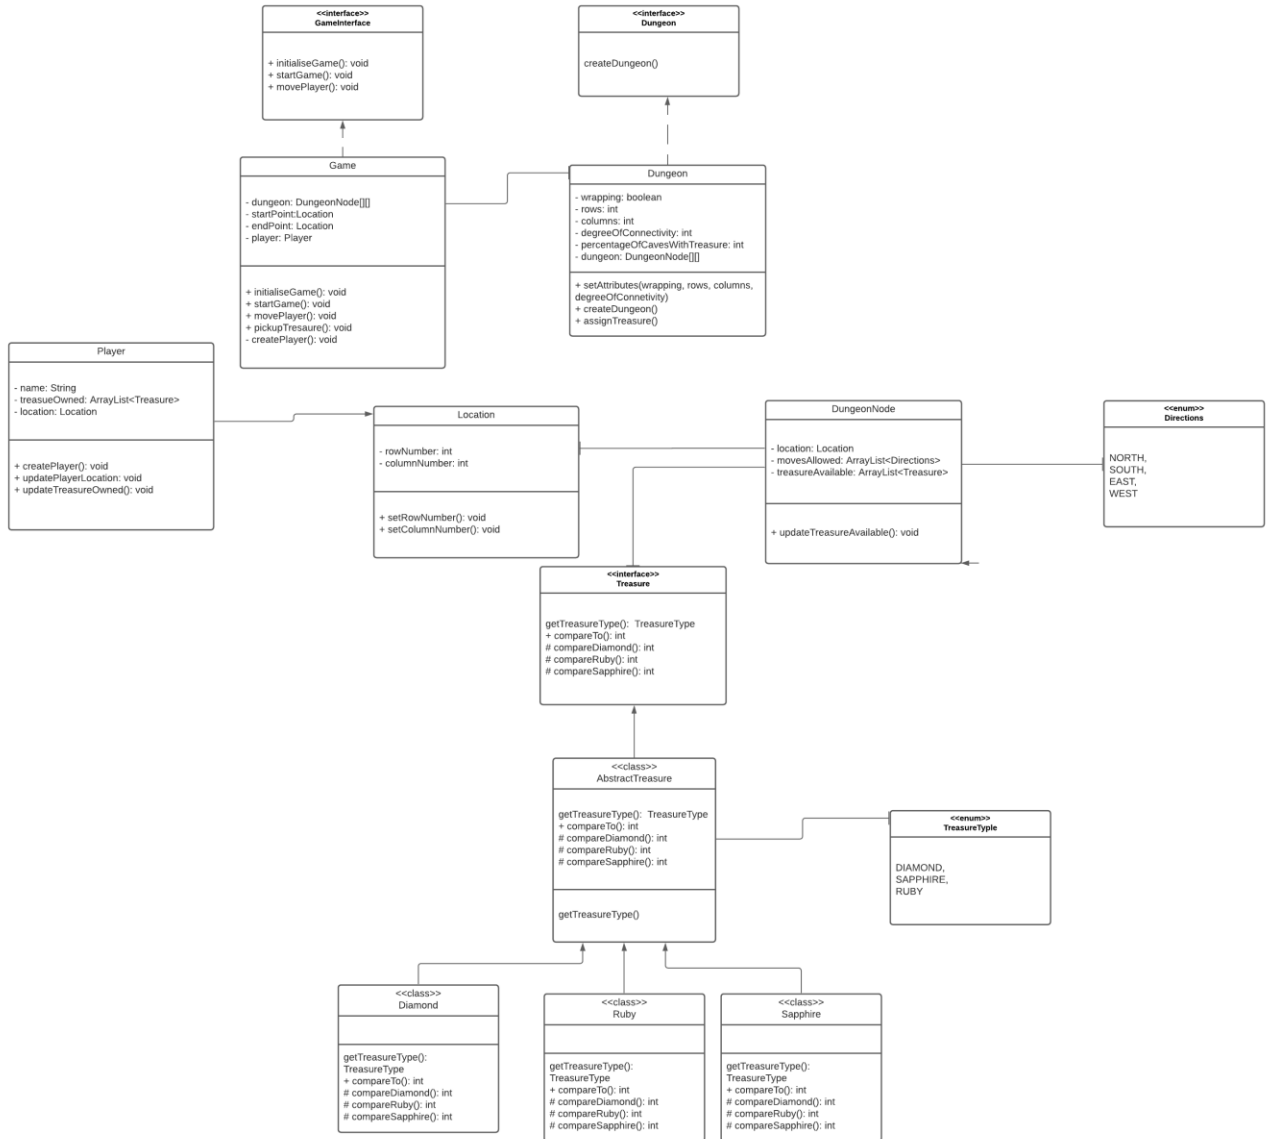 <<interface>>
GameInterface
+ initialiseGame(): void
+ startGame(): void
+ movePlayer(): void
<<interface>>
Dungeon
createDungeon()
Game
- dungeon: DungeonNode[][]
- startPoint:Location
- endPoint: Location
- player: Player
+ initialiseGame(): void
+ startGame(): void
+ movePlayer(): void
+ pickupTresaure(): void
- createPlayer(): void
Dungeon
- wrapping: boolean
- rows: int
- columns: int
- degreeOfConnectivity: int
- percentageOfCavesWithTreasure: int
- dungeon: DungeonNode[][]
+ setAttributes(wrapping, rows, columns,
degreeOfConnetivity)
+ createDungeon()
+ assignTreasure()
Player
- name: String
- treasueOwned: ArrayList<Treasure>
- location: Location
+ createPlayer(): void
+ updatePlayerLocation: void
+ updateTreasureOwned(): void
Location
- rowNumber: int
- columnNumber: int
+ setRowNumber(): void
+ setColumnNumber(): void
DungeonNode
- location: Location
- movesAllowed: ArrayList<Directions>
- treasureAvailable: ArrayList<Treasure>
+ updateTreasureAvailable(): void
<<enum>>
Directions
NORTH,
SOUTH,
EAST,
WEST
<<interface>>
Treasure
getTreasureType(): TreasureType
+ compareTo(): int
# compareDiamond(): int
# compareRuby(): int
# compareSapphire(): int
<<class>>
AbstractTreasure
getTreasureType(): TreasureType
+ compareTo(): int
# compareDiamond(): int
# compareRuby(): int
# compareSapphire(): int
getTreasureType()
<<enum>>
TreasureTyple
DIAMOND,
SAPPHIRE,
RUBY
<<class>>
Diamond
getTreasureType():
TreasureType
+ compareTo(): int
# compareDiamond(): int
# compareRuby(): int
# compareSapphire(): int
<<class>>
Ruby
getTreasureType():
TreasureType
+ compareTo(): int
# compareDiamond(): int
# compareRuby(): int
# compareSapphire(): int
<<class>>
Sapphire
getTreasureType():
TreasureType
+ compareTo(): int
# compareDiamond(): int
# compareRuby(): int
# compareSapphire(): int